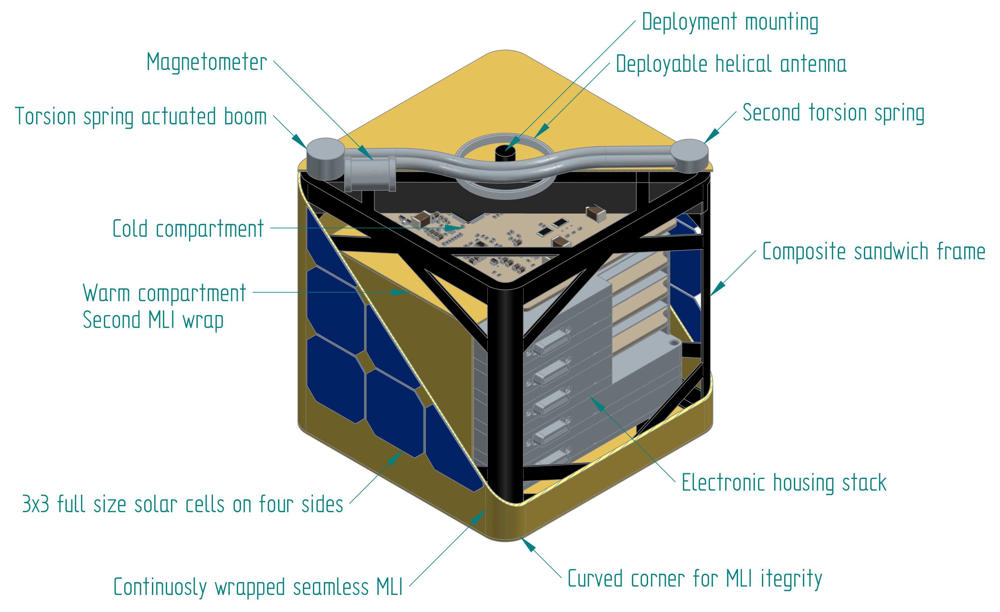 Deployment mounting
Magnetometer
Deployable helical antenna
Torsion spring actuated boom
Second torsion spring
Cold compartment
Composite sandwich frame
Warm compartment
Second MLI wrap
Electronic housing stack
3x3 full size solar cells on four sides
Curved corner for MLI itegrity
Continuosly wrapped seamless MLI